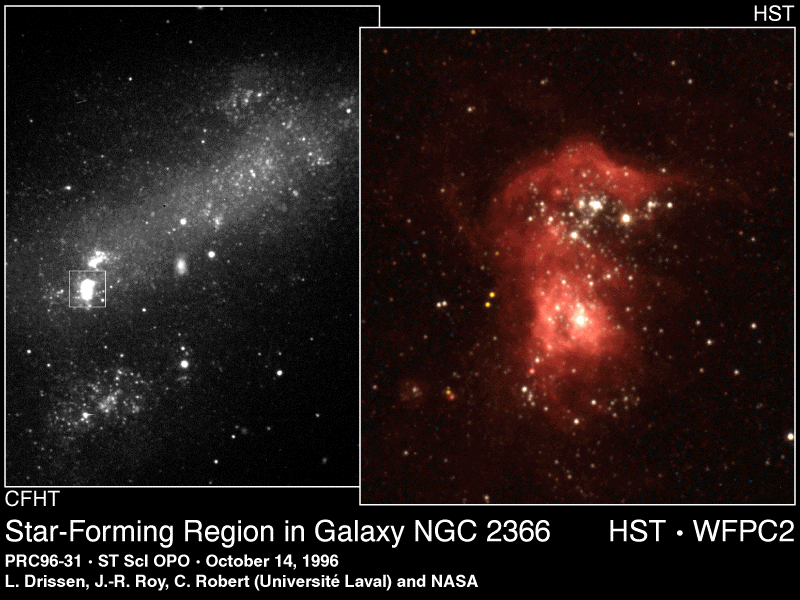 HST
CFHT
Star-Forming Region in Galaxy NGC 2366 HST • WFPC2
PRC96-31 • ST ScI OPO • October 14, 1996
L. Drissen, J.-R. Roy, C. Robert (Université Laval) and NASA